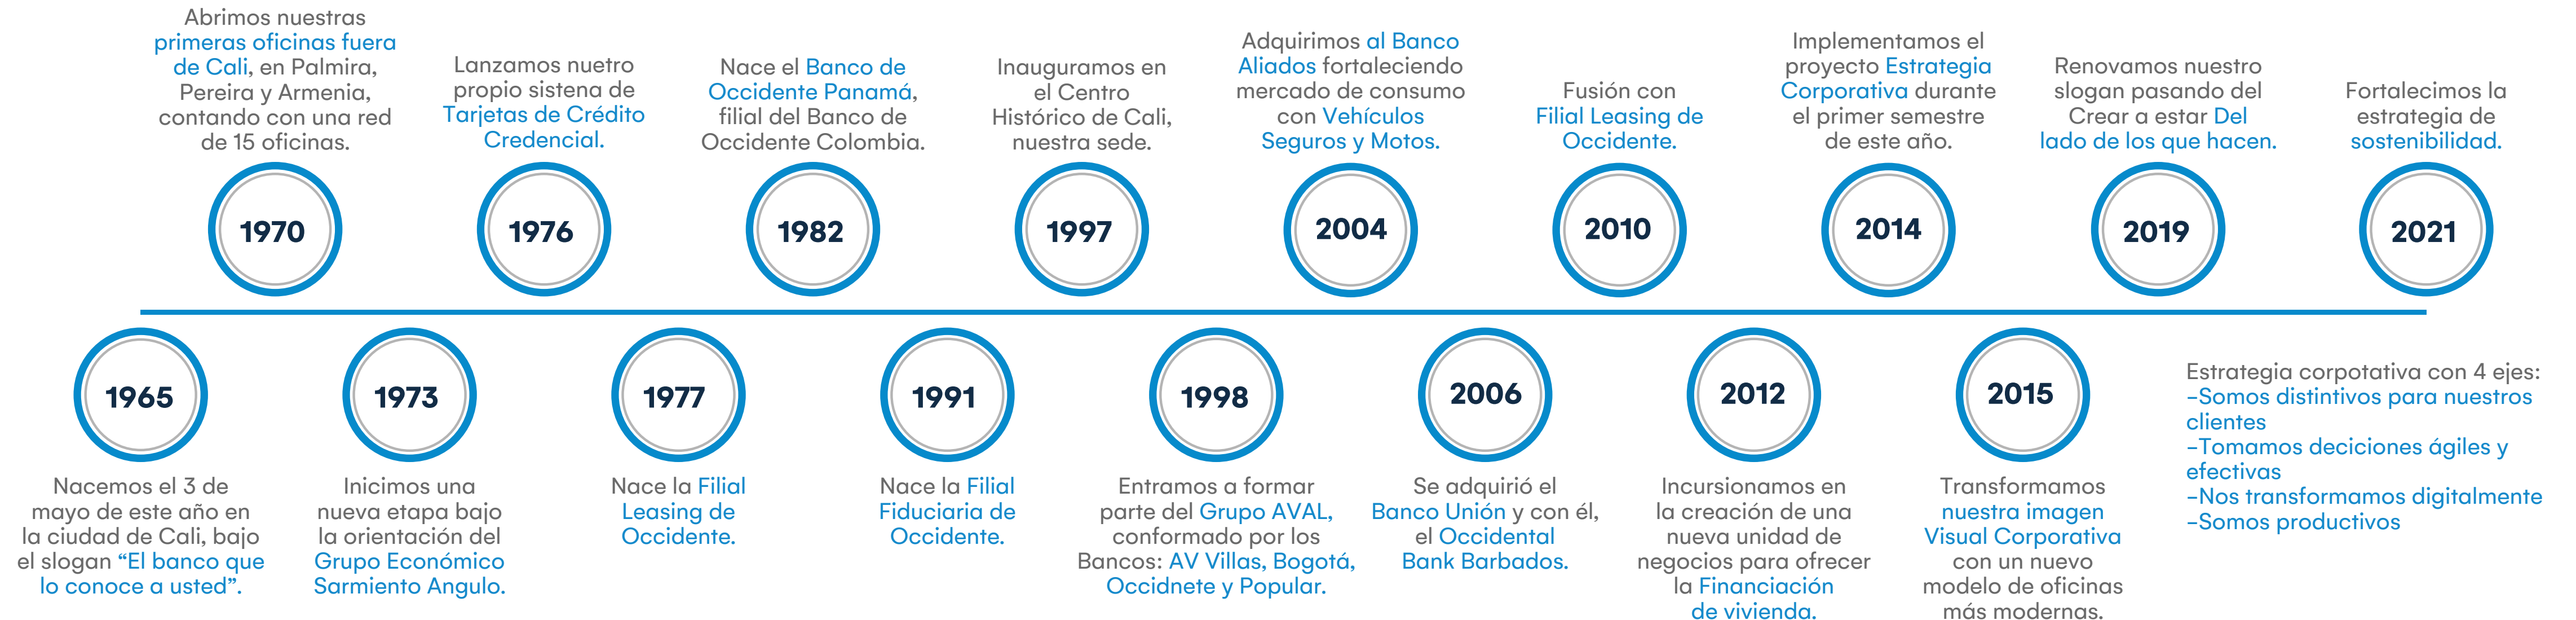 Abrimos nuestras
primeras oficinas fuera
de Cali, en Palmira,
Pereira y Armenia,
contando con una red
de 15 oficinas.
1970
Lanzamos nuetro
propio sistena de
Tarjetas de Crédito
Credencial.
1976
Nace el Banco de
Occidente Panamá,
filial del Banco de
Occidente Colombia.
1982
Inauguramos en
el Centro
Histórico de Cali,
nuestra sede.
1997
Adquirimos al Banco
Aliados fortaleciendo
mercado de consumo
con Vehículos
Seguros y Motos.
2004
Fusión con
Filial Leasing de
Occidente.
2010
Implementamos el
proyecto Estrategia
Corporativa durante
el primer semestre
de este año.
2014
Renovamos nuestro
slogan pasando del
Crear a estar Del
lado de los que hacen.
2019
Fortalecimos la
estrategia de
sostenibilidad.
2021
1965
Nacemos el 3 de
mayo de este año en
la ciudad de Cali, bajo
el slogan “El banco que
lo conoce a usted”.
1973
Inicimos una
nueva etapa bajo
la orientación del
Grupo Económico
Sarmiento Angulo.
1977
Nace la Filial
Leasing de
Occidente.
1991
Nace la Filial
Fiduciaria de
Occidente.
1998
Entramos a formar
parte del Grupo AVAL,
conformado por los
Bancos: AV Villas, Bogotá,
Occidnete y Popular.
2006
Se adquirió el
Banco Unión y con él,
el Occidental
Bank Barbados.
2012
Incursionamos en
la creación de una
nueva unidad de
negocios para ofrecer
la Financiación
de vivienda.
2015
Transformamos
nuestra imagen
Visual Corporativa
con un nuevo
modelo de oficinas
más modernas.
Estrategia corpotativa con 4 ejes:
-Somos distintivos para nuestros
clientes
-Tomamos deciciones ágiles y
efectivas
-Nos transformamos digitalmente
-Somos productivos